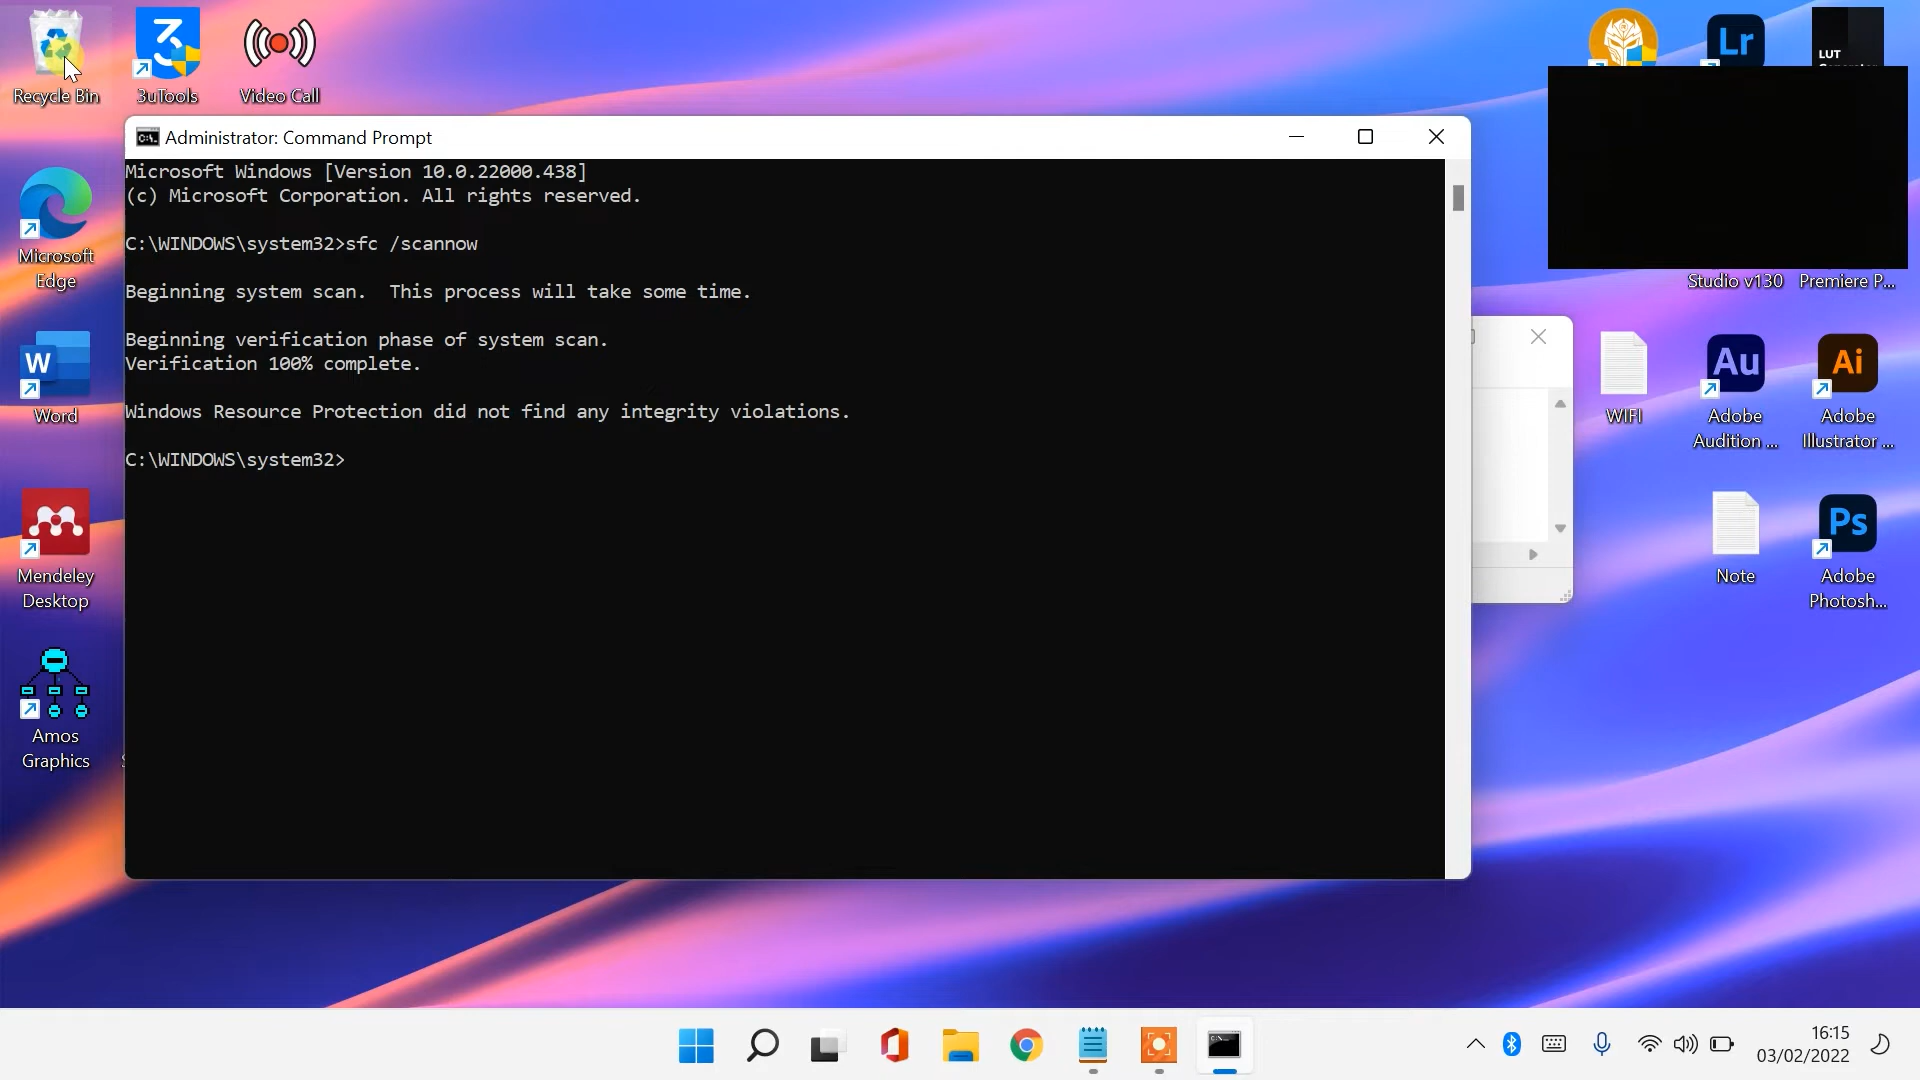 Recycle Bin
3uTools
Video Call
Lr
LUT
Administrator: Command Prompt
Microsoft Windows [Version 10.0.22000.438]
(c) Microsoft Corporation. All rights reserved.
C:\WINDOWS\system32>sfc /scannow
Beginning system scan.  This process will take some time.
Beginning verification phase of system scan.
Verification 100% complete.
Windows Resource Protection did not find any integrity violations.
C:\WINDOWS\system32>
Microsoft
Edge
W
Word
Mendeley
Desktop
Amos
Graphics
Studio v130
Premiere P...
WIFI
Au
Adobe
Audition ...
Ai
Adobe
Illustrator ...
Note
Ps
Adobe
Photosh...
16:15
03/02/2022